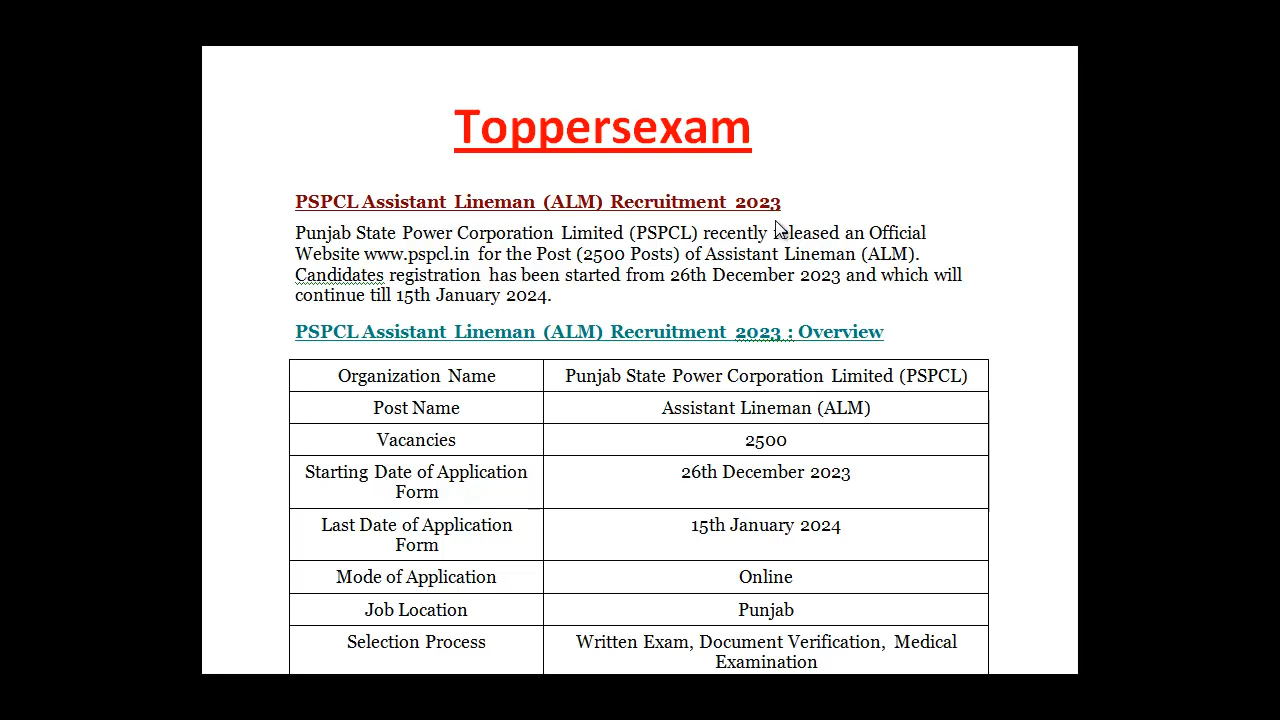 Toppersexam
PSPCL Assistant Lineman (ALM) Recruitment 2023
Punjab State Power Corporation Limited (PSPCL) recently released an Official
Website www.pspcl.in for the Post (2500 Posts) of Assistant Lineman (ALM).
Candidates registration has been started from 26th December 2023 and which will
continue till 15th January 2024.
PSPCL Assistant Lineman (ALM) Recruitment 2023 : Overview
Organization Name Punjab State Power Corporation Limited (PSPCL)
Post Name Assistant Lineman (ALM)
Vacancies 2500
Starting Date of Application 26th December 2023
Form
Last Date of Application 15th January 2024
Form
Mode of Application Online
Job Location Punjab
Selection Process Written Exam, Document Verification, Medical
Examination